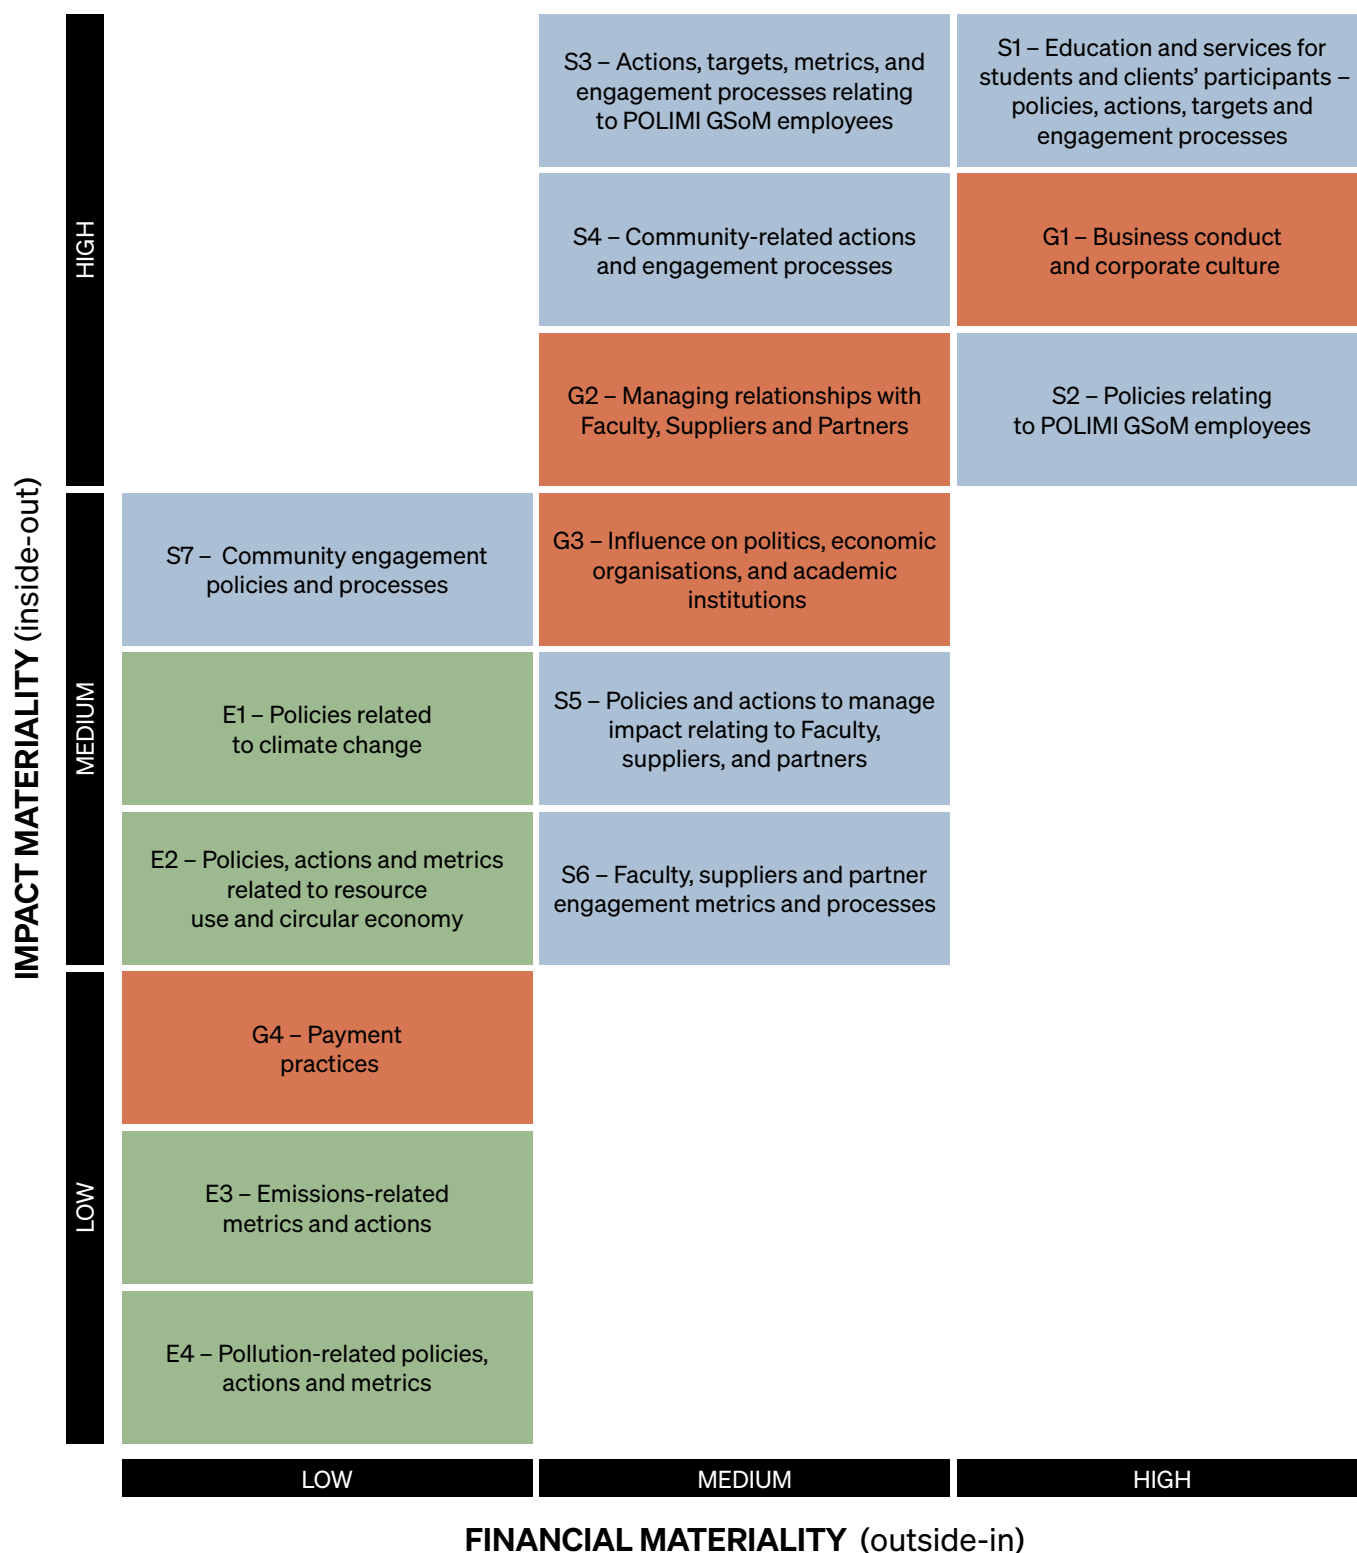 S3 – Actions, targets, metrics, and
engagement processes relating
to POLIMI GSoM employees
S1 – Education and services for
students and clients’ participants –
policies, actions, targets and
engagement processes
S4 – Community-related actions
and engagement processes
G1 – Business conduct
and corporate culture
G2 – Managing relationships with
Faculty, Suppliers and Partners
S2 – Policies relating
to POLIMI GSoM employees
HIGH
S7 – Community engagement
policies and processes
G3 – Influence on politics, economic
organisations, and academic
institutions
E1 – Policies related
to climate change
S5 – Policies and actions to manage
impact relating to Faculty,
suppliers, and partners
E2 – Policies, actions and metrics
related to resource
use and circular economy
S6 – Faculty, suppliers and partner
engagement metrics and processes
MEDIUM
IMPACT MATERIALITY (inside-out)
G4 – Payment
practices
E3 – Emissions-related
metrics and actions
E4 – Pollution-related policies,
actions and metrics
LOW
LOW
MEDIUM
HIGH
FINANCIAL MATERIALITY (outside-in)